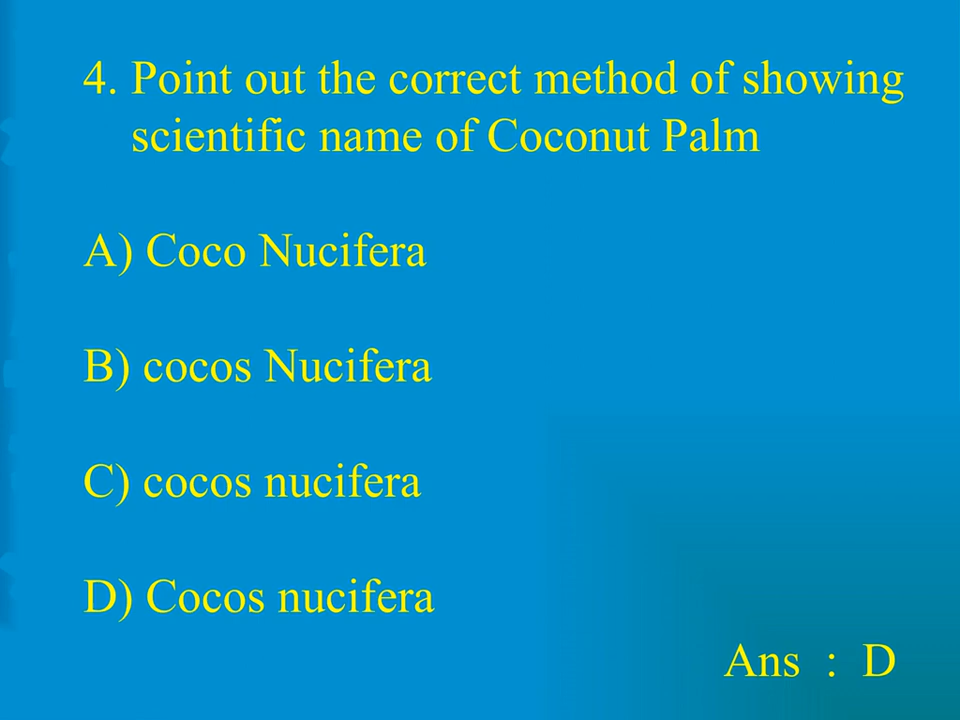 4. Point out the correct method of showing
scientific name of Coconut Palm
A) Coco Nucifera
B) cocos Nucifera
C) cocos nucifera
D) Cocos nucifera
Ans : D